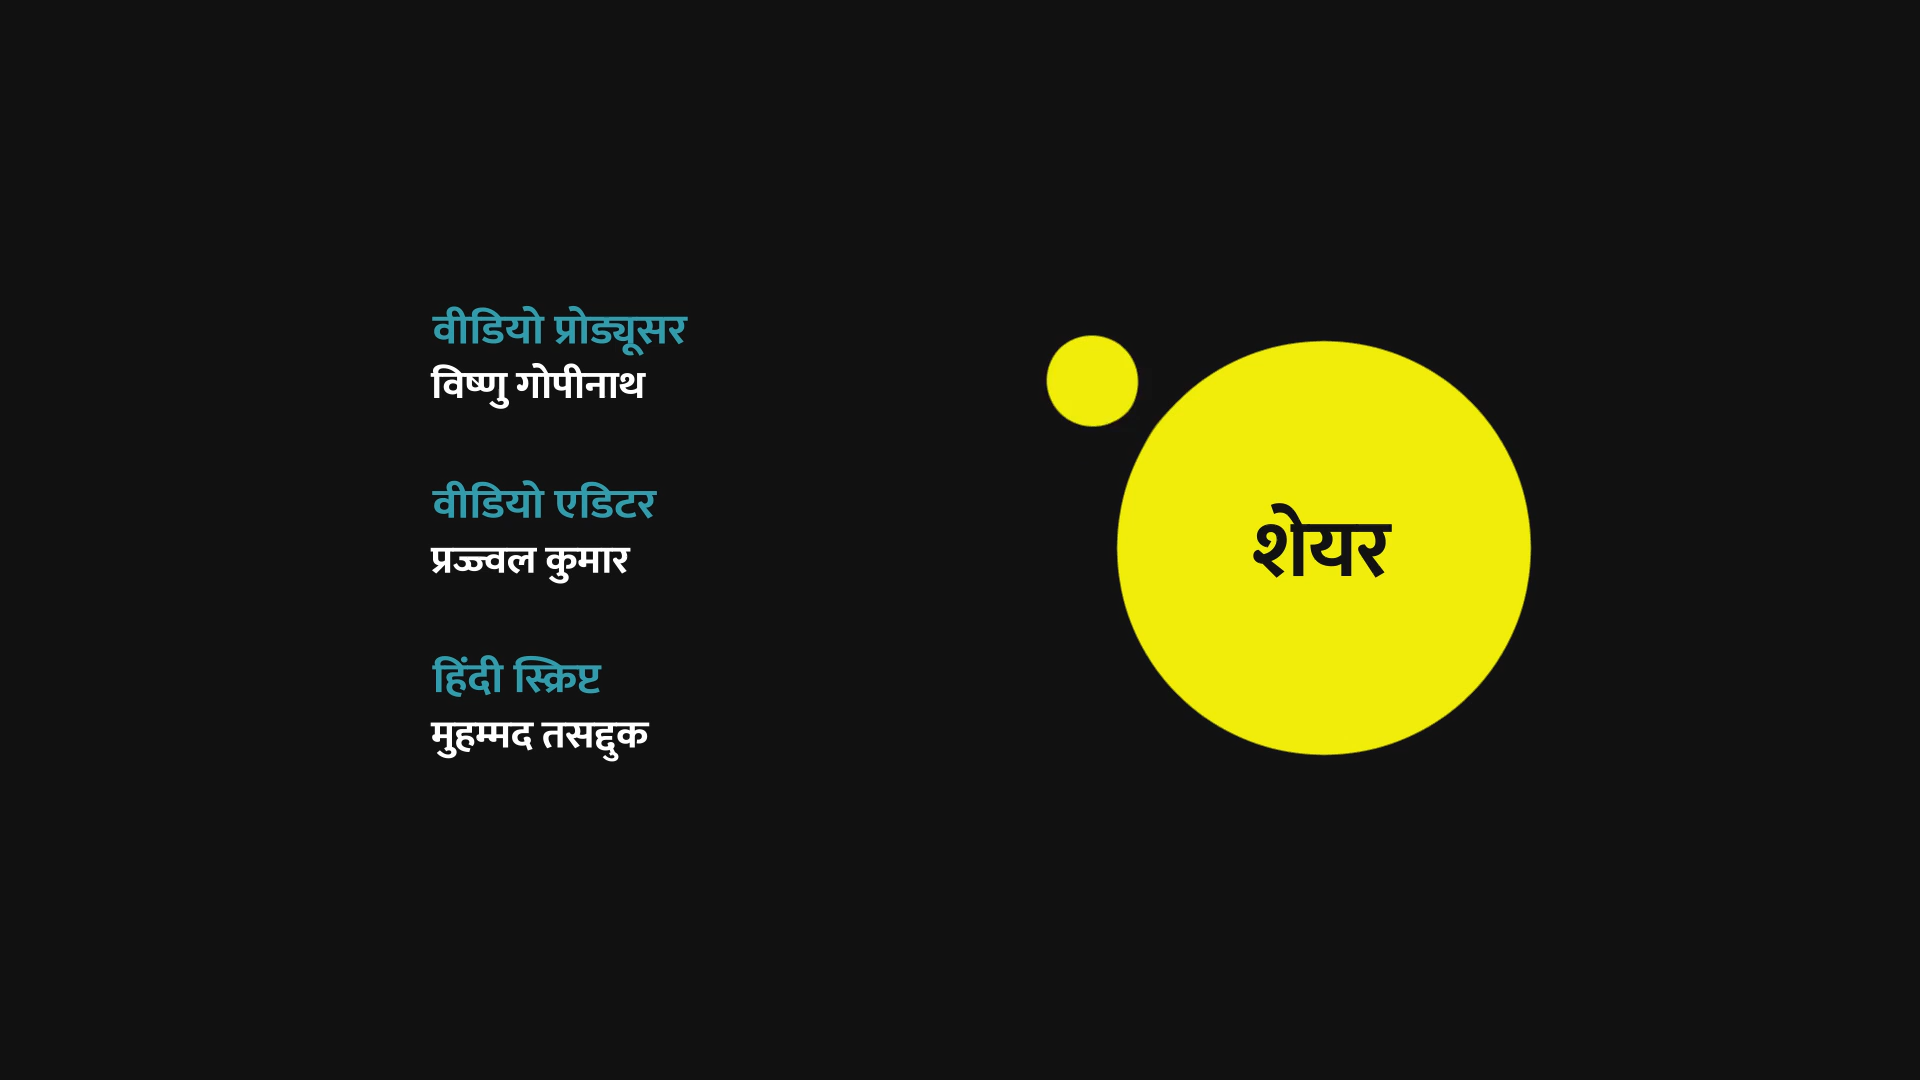 वीडियो प्रोड्यूसर
विष्णु गोपीनाथ
वीडियो एडिटर
प्रज्ज्वल कुमार
हिंदी स्क्रिप्ट
मुहम्मद तसद्दुक
शेयर